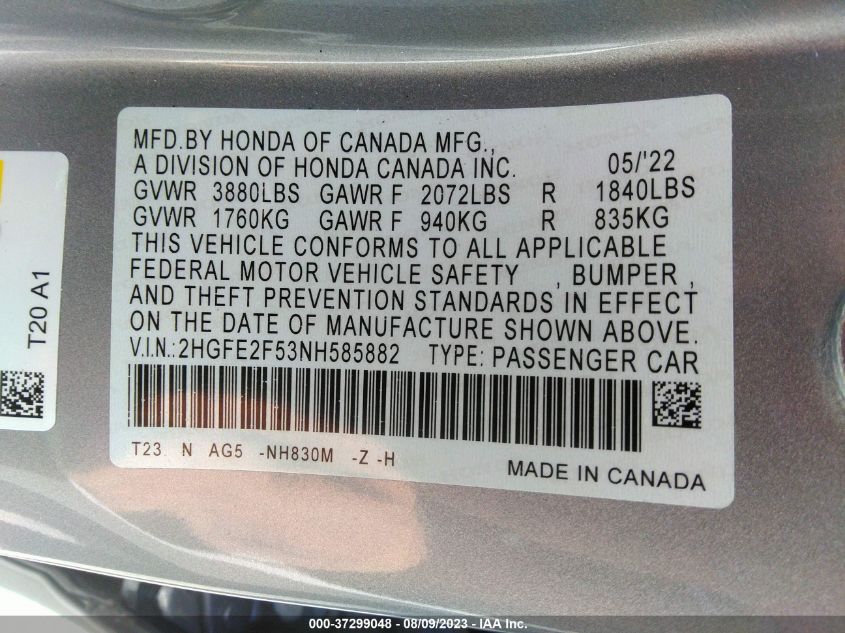 MFD.BY HONDA OF CANADA MFG.,
A DIVISION OF HONDA CANADA INC. 05/'22
GVWR 3880LBS GAWR F 2072LBS R 1840LBS
GVWR 1760KG GAWR F 940KG R 835KG
THIS VEHICLE CONFORMS TO ALL APPLICABLE
FEDERAL MOTOR VEHICLE SAFETY , BUMPER ,
AND THEFT PREVENTION STANDARDS IN EFFECT
ON THE DATE OF MANUFACTURE SHOWN ABOVE.
V.I.N.:2HGFE2F53NH585882 TYPE: PASSENGER CAR
T23 N AG5 -NH830M -Z -H
MADE IN CANADA
T20 A1
000-37299048 - 08/09/2023 - IAA Inc.